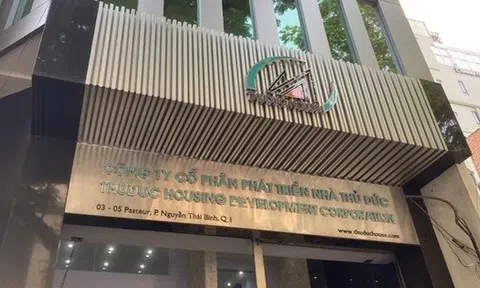 CÔNG TY CỔ PHẦN PHÁT TRIỂN NHÀ THỦ ĐỨC
THUDUC HOUSING DEVELOPMENT CORPORATION
03 - 05 Pasteur, P. Nguyễn Thái Bình, Q.1
www.thuduchouse.com